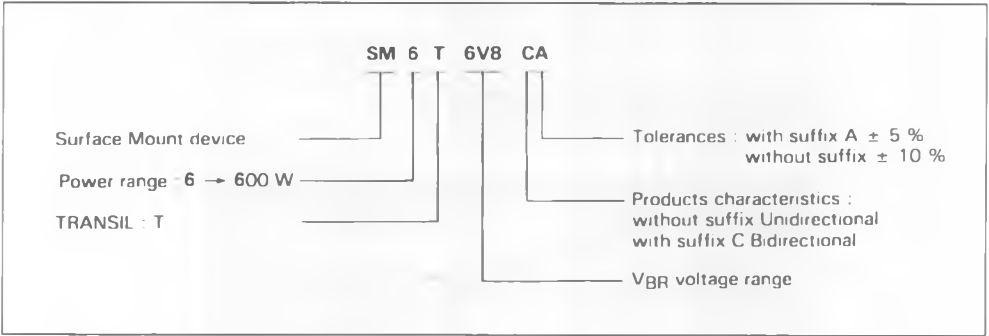 SM 6 T 6V8 CA
Surface Mount device
Power range 6 → 600 W
TRANSIL : T
Tolerances : with suffix A ± 5 %
without suffix ± 10 %
Products characteristics :
without suffix Unidirectional
with suffix C Bidirectional
VBR voltage range